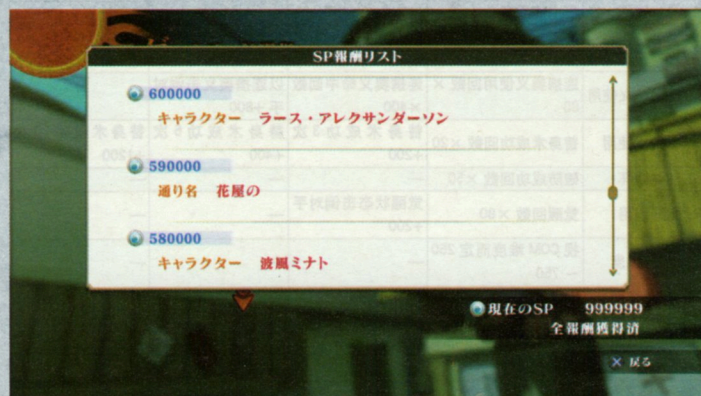 SP報酬リスト
600000
キャラクター ラース・アレクサンダーソン
590000
通り名 花屋の
580000
キャラクター 波風ミナト
現在のSP 999999
全報酬獲得済
× 戻る